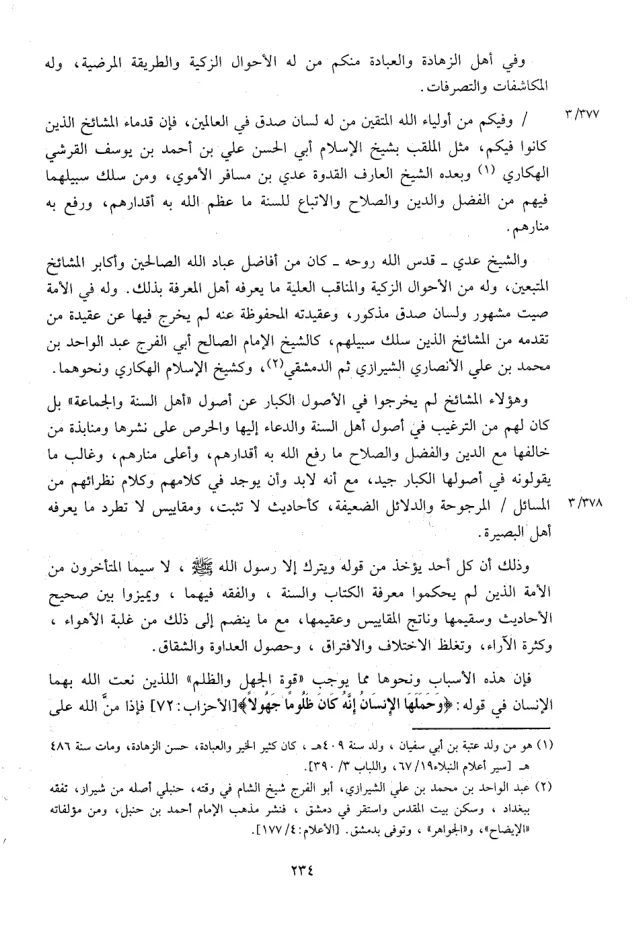 وفي أهل الزهادة والعبادة منكم من له الأحوال الزكية والطريقة المرضية، وله
المكاشفات والتصرفات.
٣/٣٧٧ / وفيكم من أولياء الله المتقين من له لسان صدق في العالمين، فإن قدماء المشائخ الذين
كانوا فيكم، مثل الملقب بشيخ الإسلام أبي الحسن علي بن أحمد بن يوسف القرشي
الهكاري (١) وبعده الشيخ العارف القدوة عدي بن مسافر الأموي، ومن سلك سبيلهما
فيهم من الفضل والدين والصلاح والاتباع للسنة ما عظم الله به أقدارهم، ورفع به
منارهم.
والشيخ عدي ـ قدس الله روحه ـ كان من أفاضل عباد الله الصالحين وأكابر المشائخ
المتبعين، وله من الأحوال الزكية والمناقب العلية ما يعرفه أهل المعرفة بذلك. وله في الأمة
صيت مشهور ولسان صدق مذكور، وعقيدته المحفوظة عنه لم يخرج فيها عن عقيدة من
تقدمه من المشائخ الذين سلك سبيلهم، كالشيخ الإمام الصالح أبي الفرج عبد الواحد بن
محمد بن علي الأنصاري الشيرازي ثم الدمشقي(٢)، وكشيخ الإسلام الهكاري ونحوهما.
وهؤلاء المشائخ لم يخرجوا في الأصول الكبار عن أصول «أهل السنة والجماعة» بل
كان لهم من الترغيب في أصول أهل السنة والدعاء إليها والحرص على نشرها ومنابذة من
خالفها مع الدين والفضل والصلاح ما رفع الله به أقدارهم، وأعلى منارهم، وغالب ما
يقولونه في أصولها الكبار جيد، مع أنه لابد وأن يوجد في كلامهم وكلام نظرائهم من
٣/٣٧٨ المسائل / المرجوحة والدلائل الضعيفة، كأحاديث لا تثبت، ومقاييس لا تطرد ما يعرفه
أهل البصيرة.
وذلك أن كل أحد يؤخذ من قوله ويترك إلا رسول الله ﷺ ، لا سيما المتأخرون من
الأمة الذين لم يحكموا معرفة الكتاب والسنة ، والفقه فيهما ، ويميزوا بين صحيح
الأحاديث وسقيمها وناتج المقاييس وعقيمها، مع ما ينضم إلى ذلك من غلبة الأهواء ،
وكثرة الآراء، وتغلظ الاختلاف والافتراق ، وحصول العداوة والشقاق.
فإن هذه الأسباب ونحوها مما يوجب «قوة الجهل والظلم» اللذين نعت الله بهما
الإنسان في قوله: ﴿وَحَمَلَهَا الإِنسَانُ إِنَّهُ كَانَ ظَلُومًا جَهُولاً﴾[الأحزاب: ٧٢] فإذا منَّ الله على
(١) هو من ولد عتبة بن أبي سفيان ، ولد سنة ٤٠٩هـ ، كان كثير الخير والعبادة، حسن الزهادة، ومات سنة ٤٨٦
هـ [سير أعلام النبلاء٦٧/١٩، واللباب ٣/ ٣٩٠].
(٢) عبد الواحد بن محمد بن علي الشيرازي، أبو الفرج شيخ الشام في وقته، حنبلي أصله من شيراز، تفقه
ببغداد ، وسكن بيت المقدس واستقر في دمشق ، فنشر مذهب الإمام أحمد بن حنبل، ومن مؤلفاته
«الإيضاح»، و«الجواهر» ، وتوفى بدمشق. [الأعلام:٤/ ١٧٧].
٢٣٤